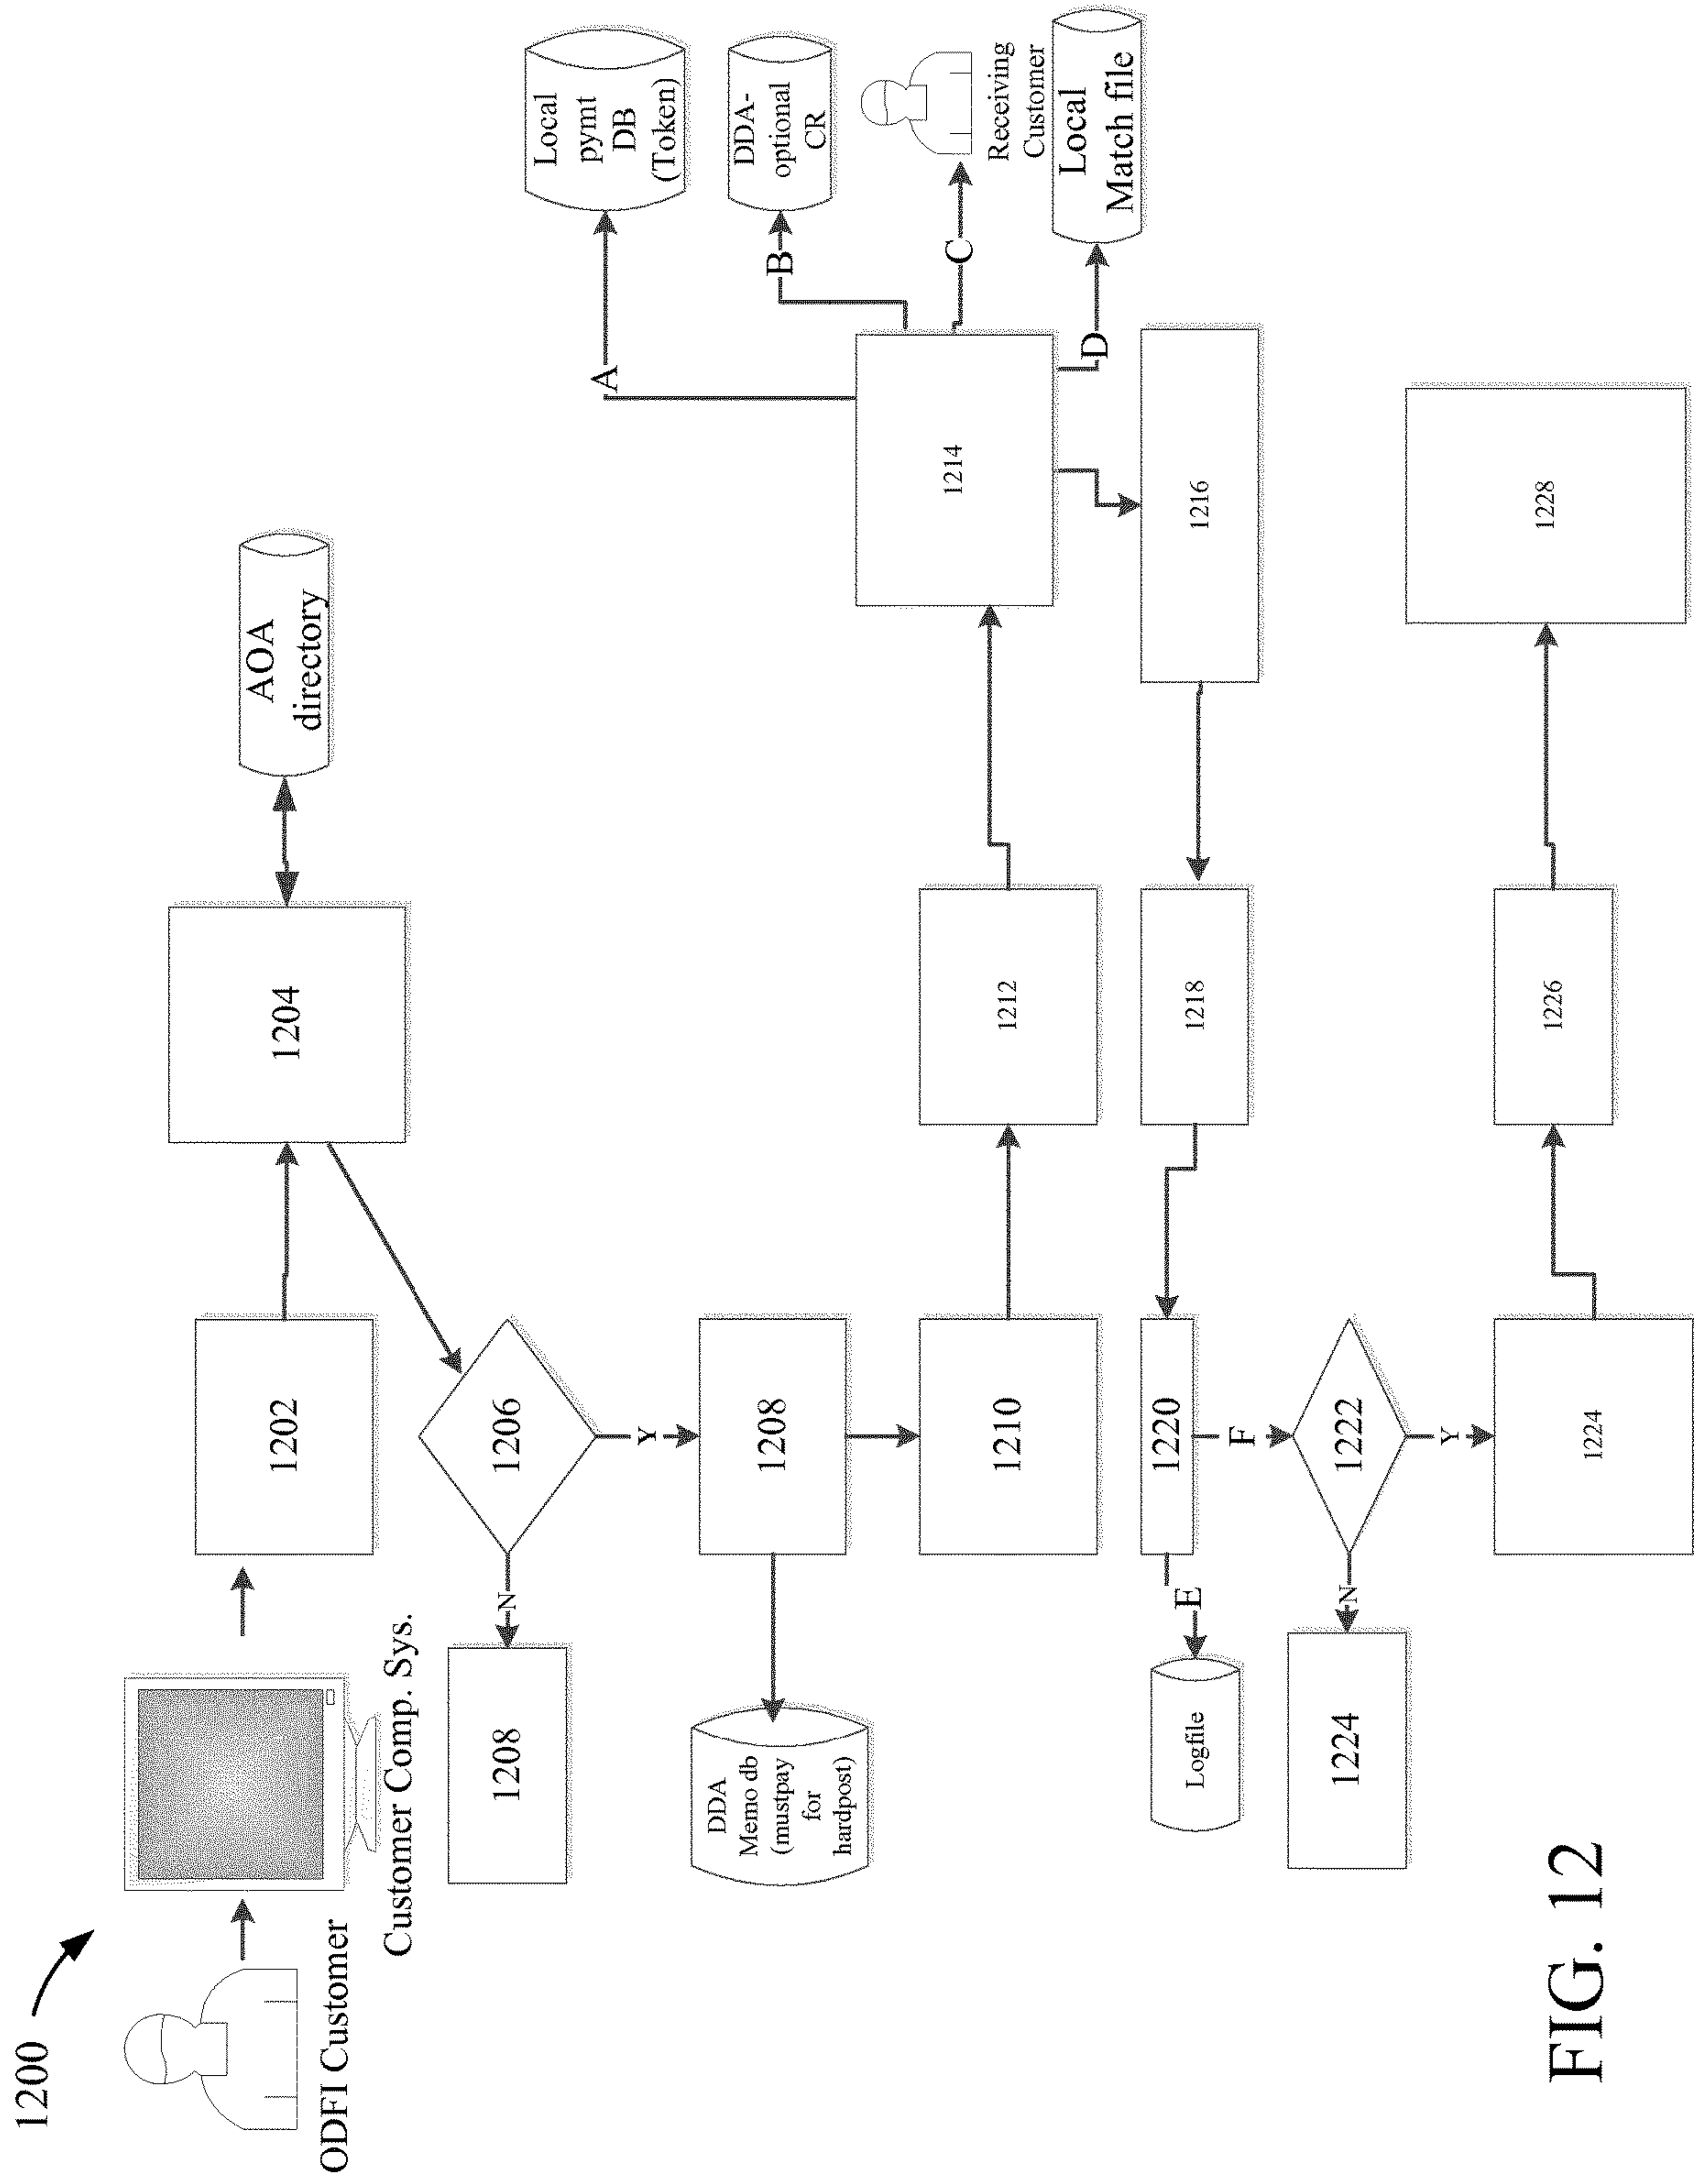 1200
ODFI Customer
Customer Comp. Sys.
1202
1204
AOA
directory
N
1208
1206
Y
DDA
Memo db
(mustpay
for
hardpost)
1208
1210
1212
1214
A
Local
pymt
DB
(Token)
B
DDA-
optional
CR
C
Receiving
Customer
D
Local
Match file
1216
1218
1220
E
Logfile
F
1222
N
1224
Y
1224
1226
1228
FIG. 12